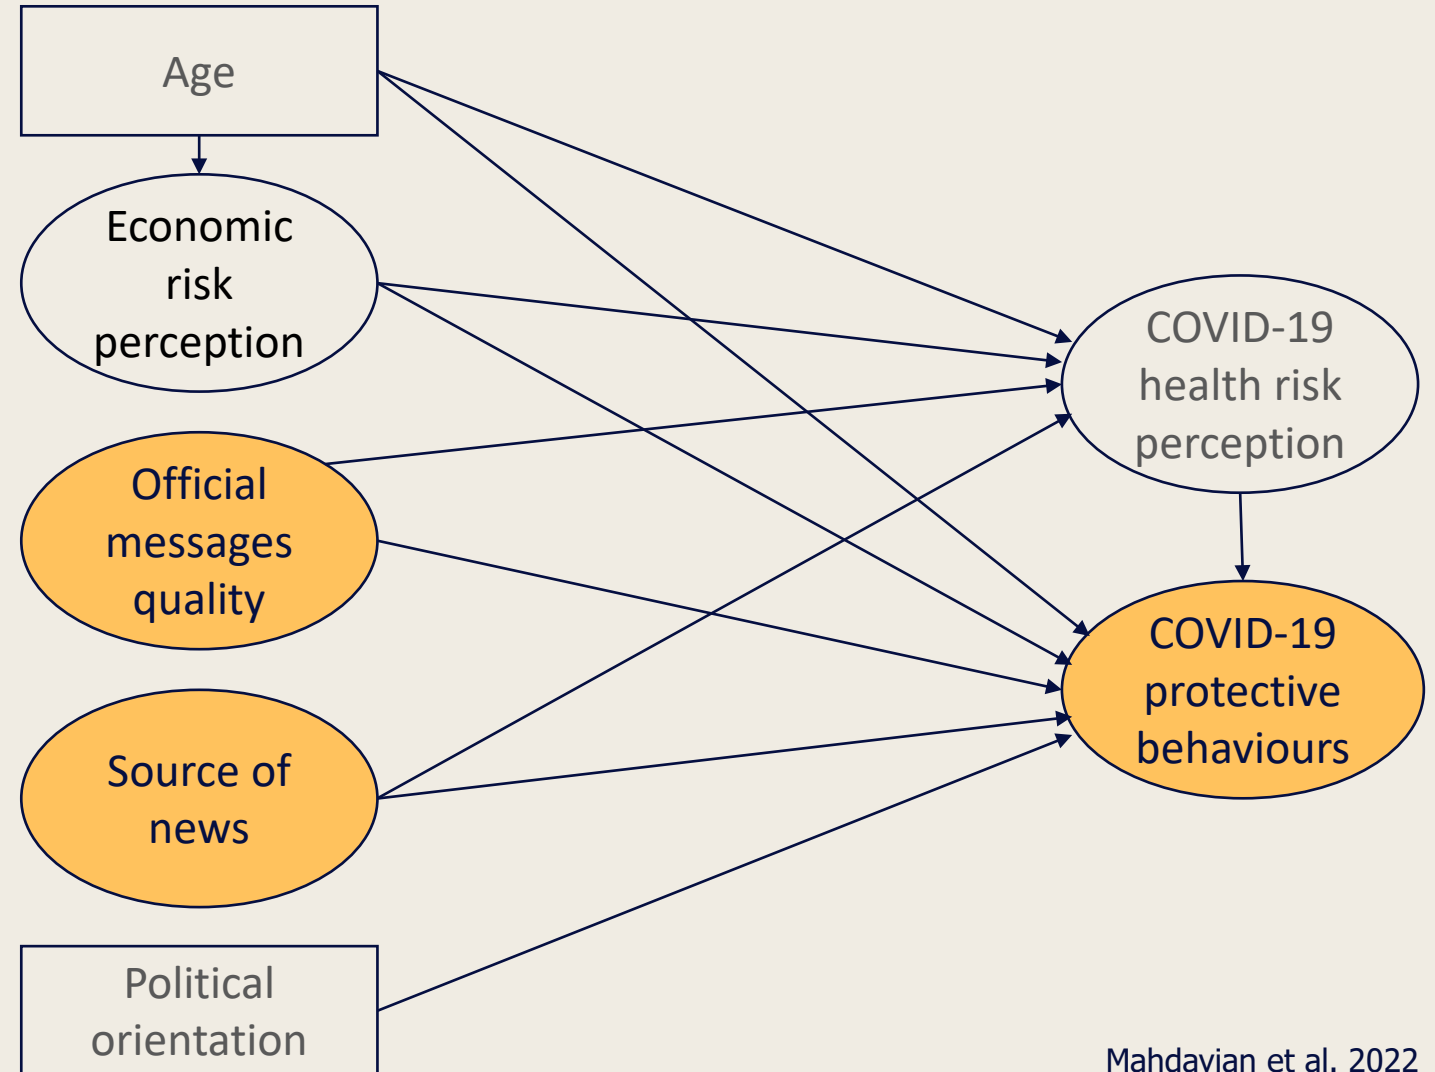 Age
Economic
risk
perception
Official
messages
quality
Source of
news
Political
orientation
COVID-19
health risk
perception
COVID-19
protective
behaviours
Mahdavian et al. 2022